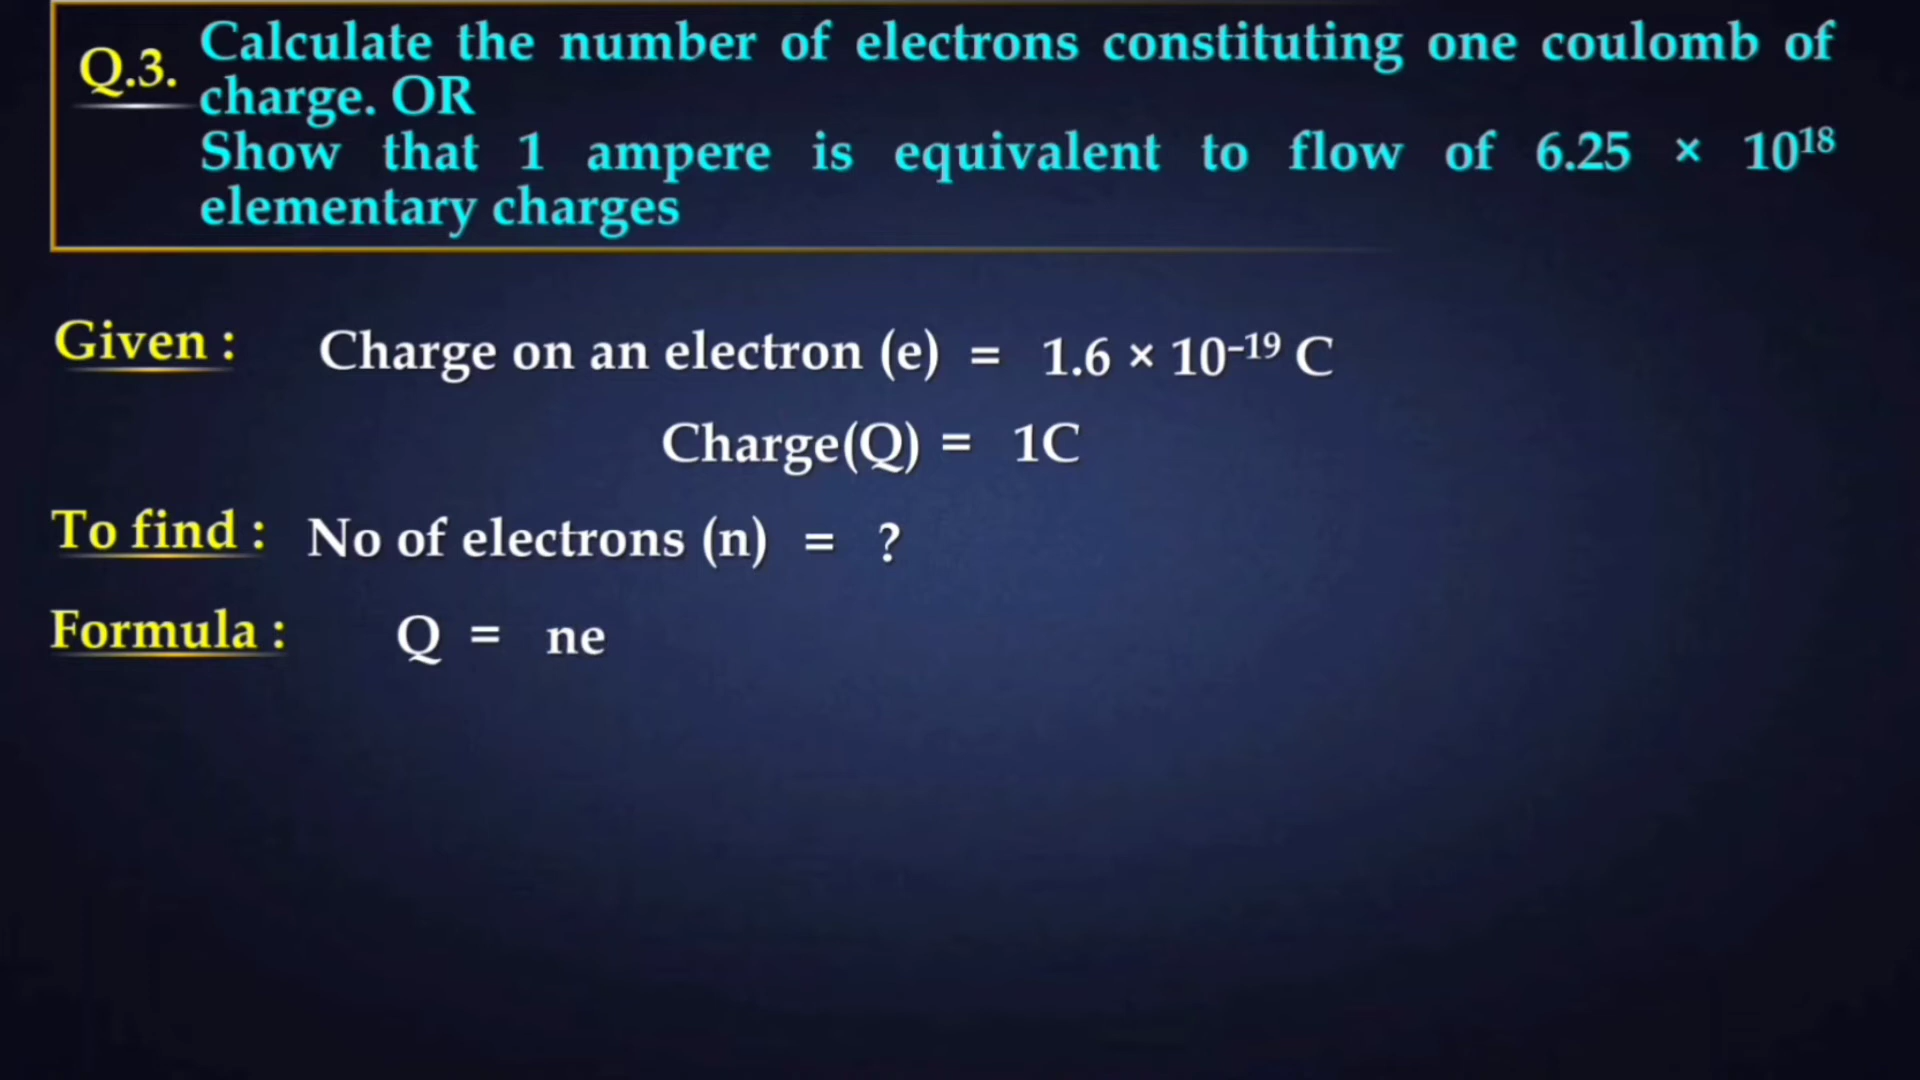 Q.3. Calculate the number of electrons constituting one coulomb of
charge. OR
Show that 1 ampere is equivalent to flow of 6.25 × 10¹⁸
elementary charges
Given : Charge on an electron (e) = 1.6 × 10⁻¹⁹ C
Charge(Q) = 1C
To find : No of electrons (n) = ?
Formula : Q = ne